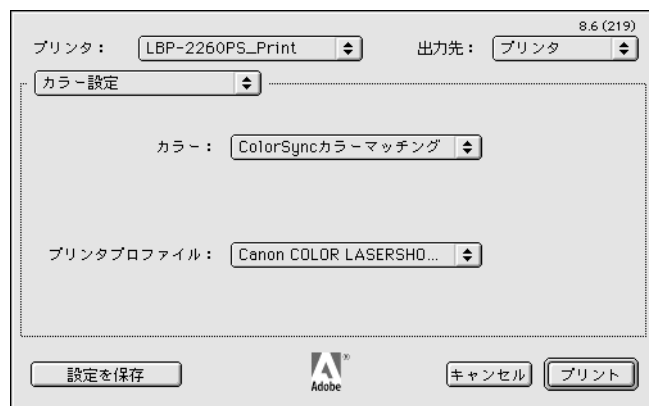 8.6 (219)
プリンタ： LBP-2260PS_Print 出力先： プリンタ
カラー設定
カラー： ColorSyncカラーマッチング
プリンタプロファイル： Canon COLOR LASERSHO...
設定を保存 Adobe® キャンセル プリント